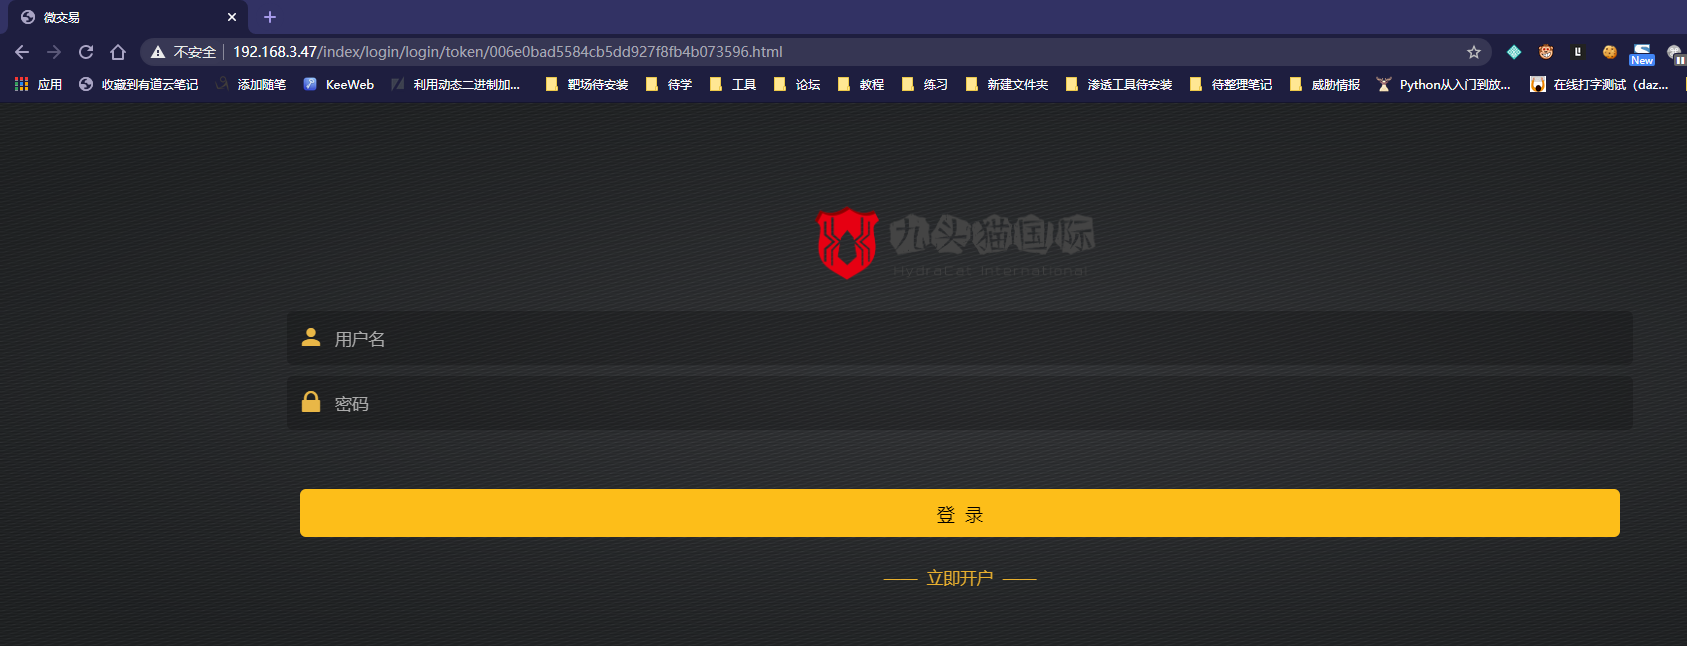 微交易
不安全 192.168.3.47/index/login/login/token/006e0bad5584cb5dd927f8fb4b073596.html
New
应用 收藏到有道云笔记 添加随笔 KeeWeb 利用动态二进制加... 靶场待安装 待学 工具 论坛 教程 练习 新建文件夹 渗透工具待安装 待整理笔记 威胁情报 Python从入门到放... 在线打字测试（daz...
九头猫国际
HydraCat International
用户名
密码
登 录
立即开户